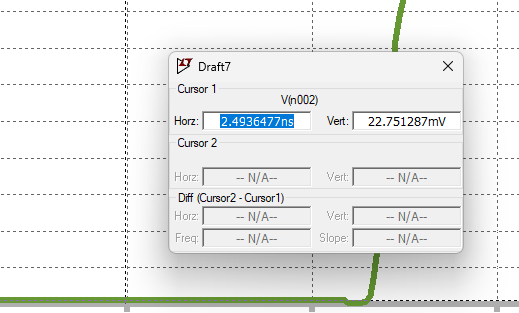 Draft7
Cursor 1
V(n002)
Horz: 2.4936477ns Vert: 22.751287mV
Cursor 2
Horz: -- N/A-- Vert: -- N/A--
Diff (Cursor2 - Cursor1)
Horz: -- N/A-- Vert: -- N/A--
Freq: -- N/A-- Slope: -- N/A--